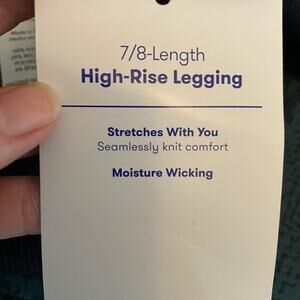 7/8-Length
High-Rise Legging
Stretches With You
Seamlessly knit comfort
Moisture Wicking